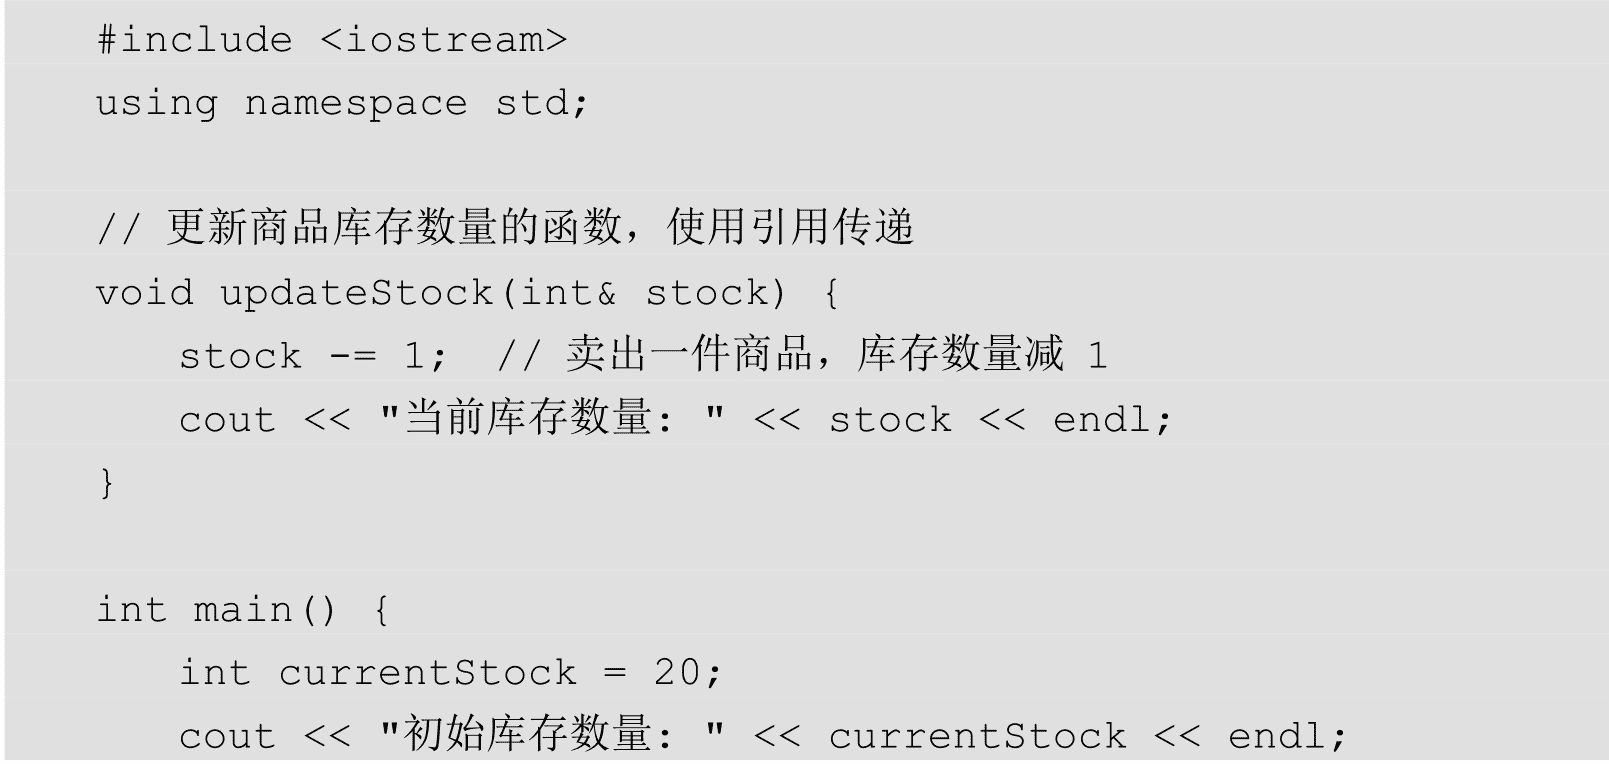 #include <iostream>
using namespace std;
// 更新商品库存数量的函数，使用引用传递
void updateStock(int& stock) {
stock -= 1;  // 卖出一件商品，库存数量减 1
cout << "当前库存数量: " << stock << endl;
}
int main() {
int currentStock = 20;
cout << "初始库存数量: " << currentStock << endl;